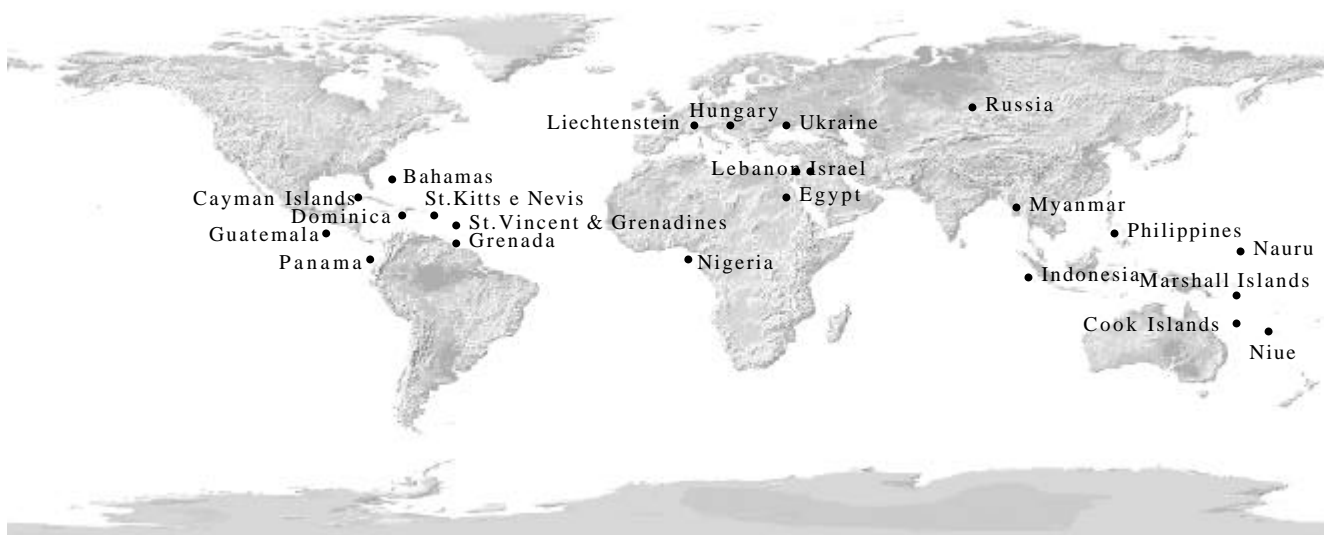 Russia
Hungary
Liechtenstein
Ukraine
Lebanon
Israel
Bahamas
Egypt
Cayman Islands
St.Kitts e Nevis
Myanmar
Dominica
St.Vincent & Grenadines
Guatemala
Grenada
Philippines
Nauru
Panama
Nigeria
Indonesia
Marshall Islands
Cook Islands
Niue